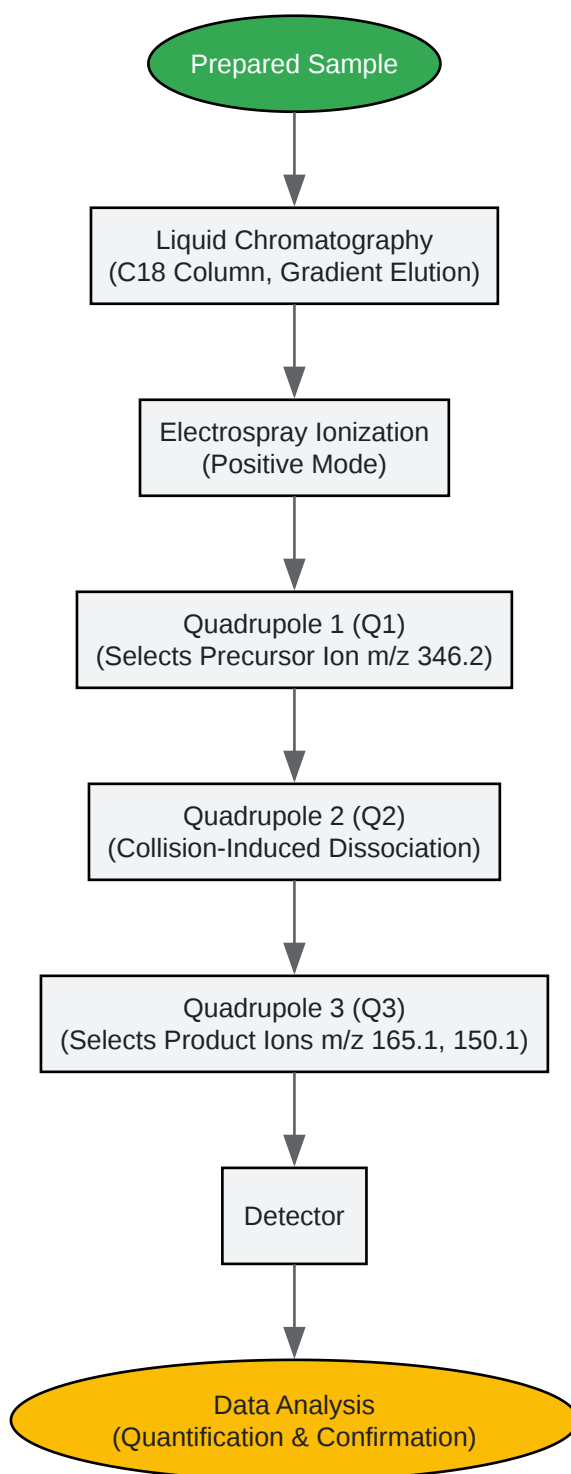 Prepared Sample
Liquid Chromatography
(C18 Column, Gradient Elution)
Electrospray Ionization
(Positive Mode)
Quadrupole 1 (Q1)
(Selects Precursor Ion m/z 346.2)
Quadrupole 2 (Q2)
(Collision-Induced Dissociation)
Quadrupole 3 (Q3)
(Selects Product Ions m/z 165.1, 150.1)
Detector
Data Analysis
(Quantification & Confirmation)